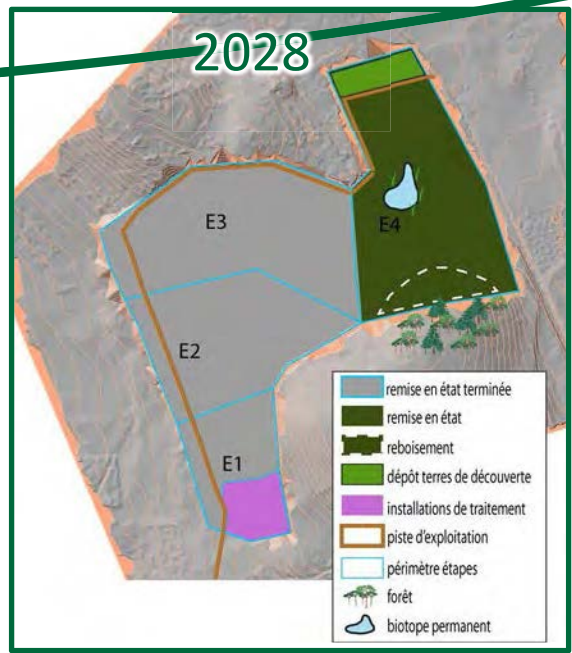 2028
E3
E4
E2
E1
remise en état terminée
remise en état
reboisement
dépôt terres de découverte
installations de traitement
piste d'exploitation
périmètre étapes
forêt
biotope permanent